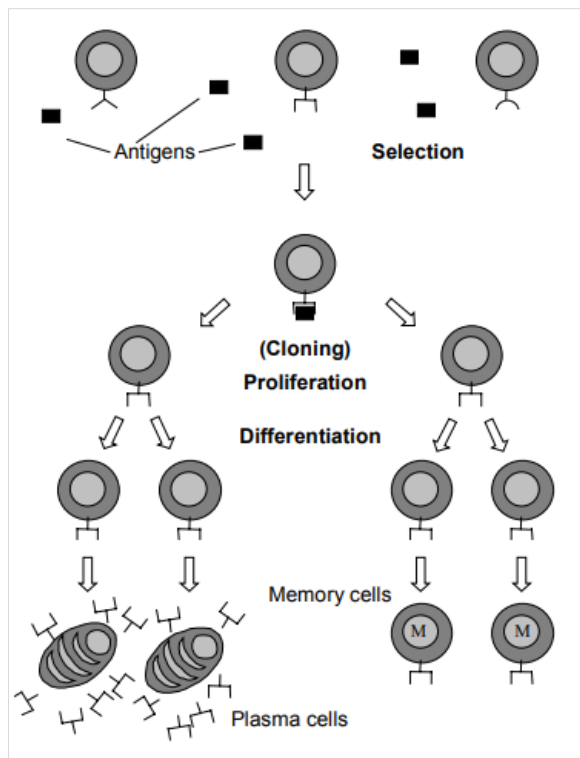 Antigens
Selection
(Cloning)
Proliferation
Differentiation
Memory cells
M M
Plasma cells